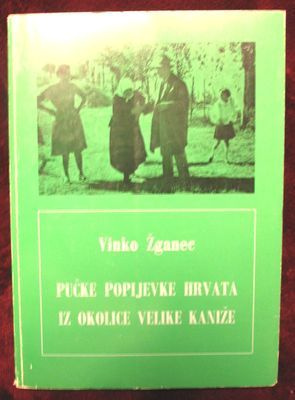 Vinko Žganec
PUČKE POPIJEVKE HRVATA
IZ OKOLICE VELIKE KANIŽE